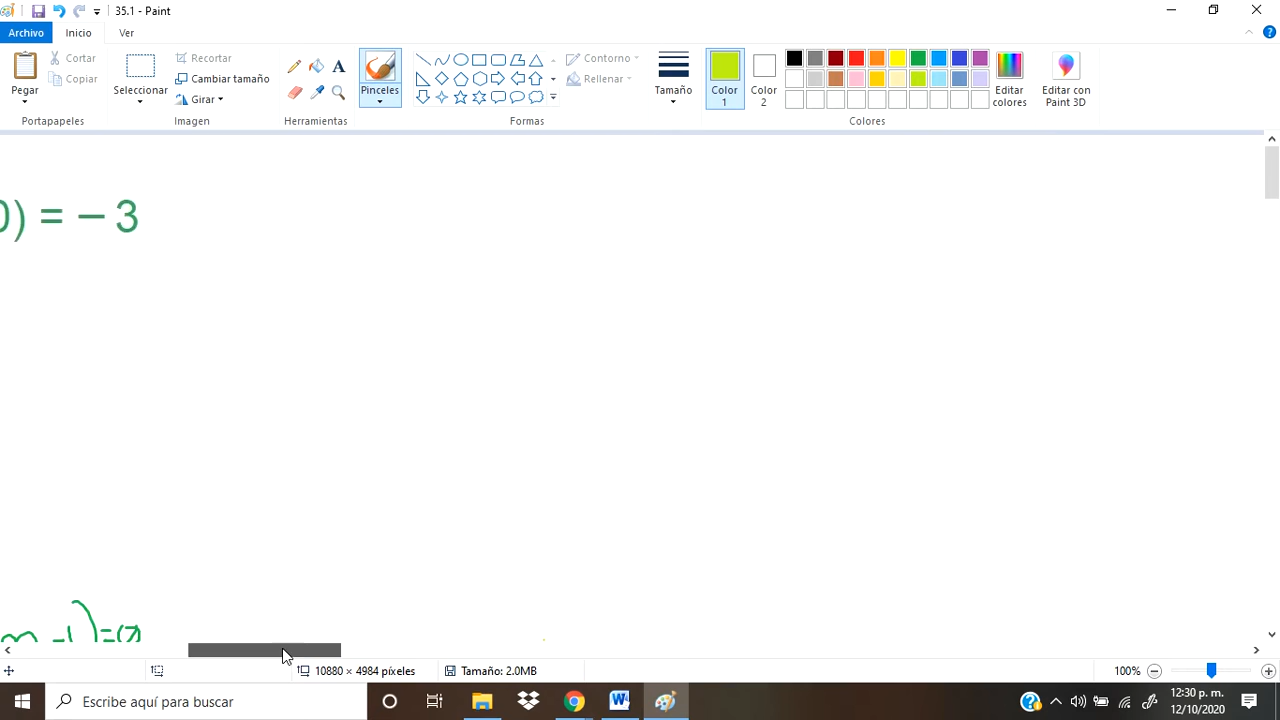 35.1 - Paint
Archivo Inicio Ver
Pegar
Cortar
Copiar
Portapapeles
Seleccionar
Recortar
Cambiar tamaño
Girar
Imagen
A
Herramientas
Pinceles
Contorno
Rellenar
Formas
Tamaño
Color 1
Color 2
Editar colores
Editar con Paint 3D
Colores
0) = – 3
m - 1) =
10880 × 4984 píxeles
Tamaño: 2.0MB
100%
Escribe aquí para buscar
12:30 p. m.
12/10/2020